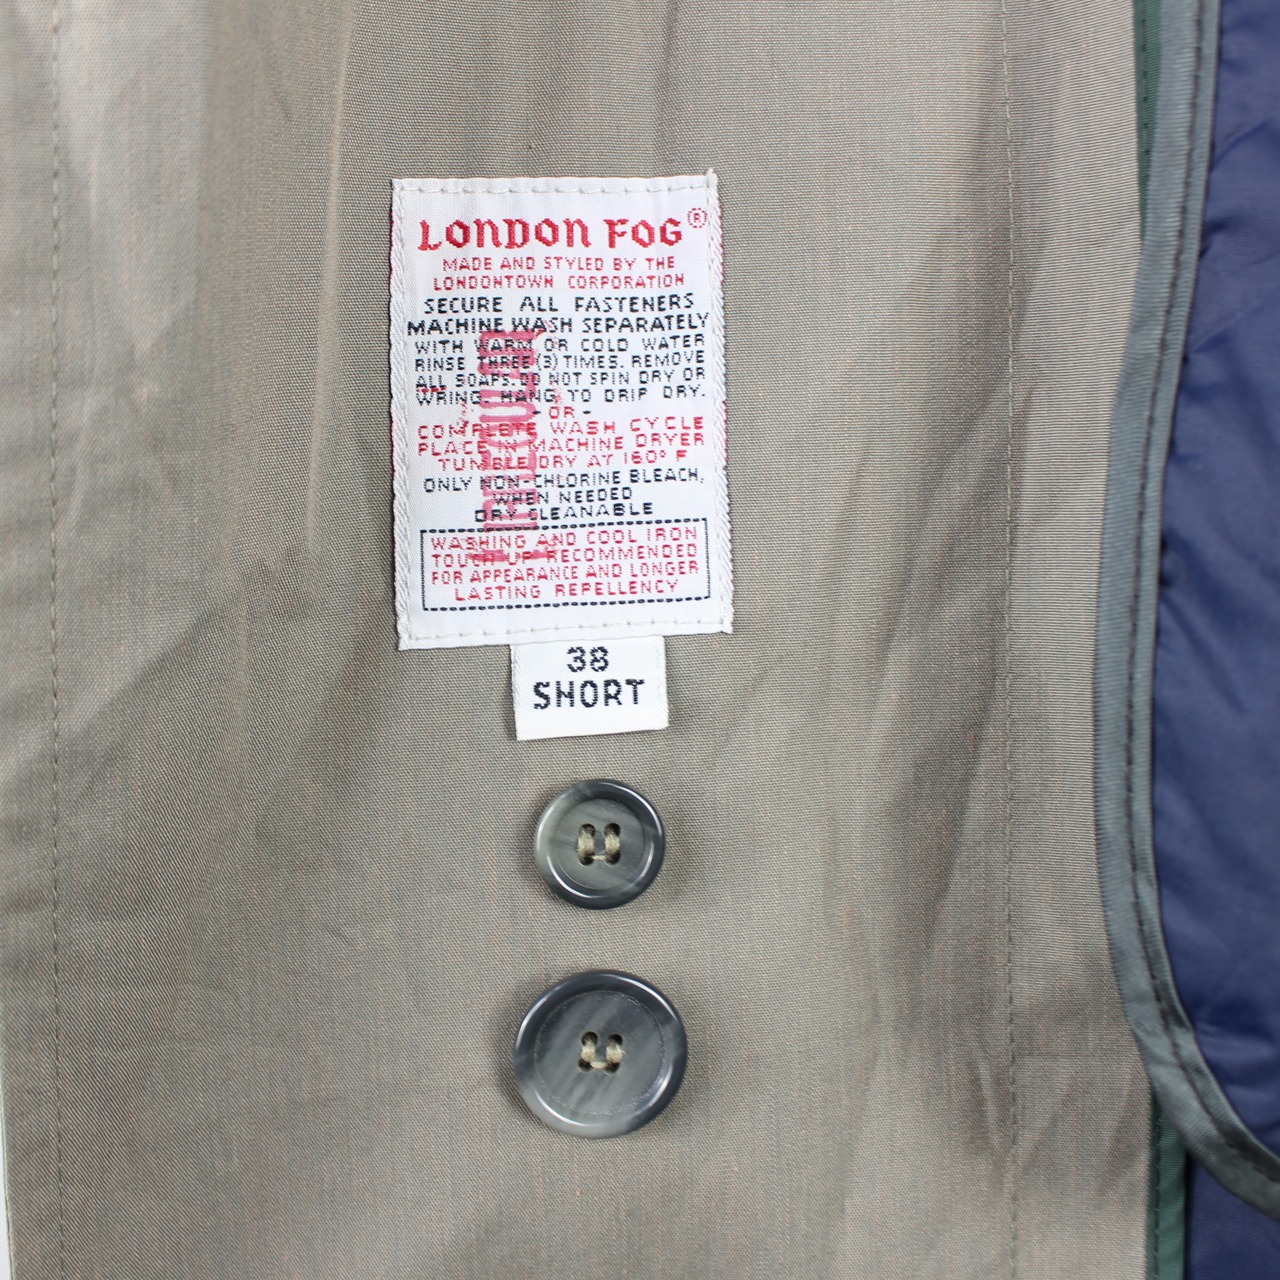 LONDON FOG®
MADE AND STYLED BY THE
LONDONTOWN CORPORATION
SECURE ALL FASTENERS
MACHINE WASH SEPARATELY
WITH WARM OR COLD WATER
RINSE THREE (3) TIMES. REMOVE
ALL SOAPS. DO NOT SPIN DRY OR
WRING. HANG TO DRIP DRY.
- OR -
COMPLETE WASH CYCLE
PLACE IN MACHINE DRYER
TUMBLE DRY AT 160° F
ONLY NON-CHLORINE BLEACH,
WHEN NEEDED
DRY CLEANABLE
WASHING AND COOL IRON
TOUCH UP RECOMMENDED
FOR APPEARANCE AND LONGER
LASTING REPELLENCY
IRREGULAR
38
SHORT